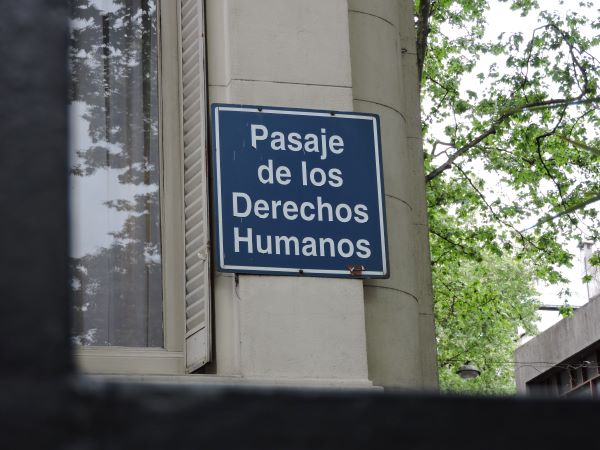 Pasaje
de los
Derechos
Humanos